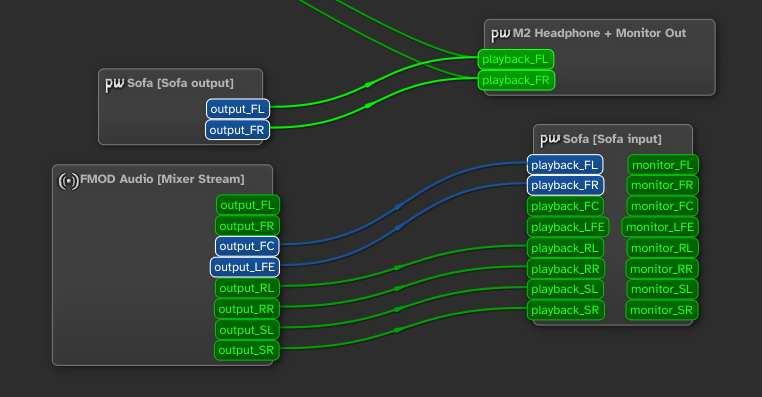 pw M2 Headphone + Monitor Out
playback_FL
playback_FR
pw Sofa [Sofa output]
output_FL
output_FR
pw Sofa [Sofa input]
playback_FL monitor_FL
playback_FR monitor_FR
playback_FC monitor_FC
playback_LFE monitor_LFE
playback_RL monitor_RL
playback_RR monitor_RR
playback_SL monitor_SL
playback_SR monitor_SR
FMOD Audio [Mixer Stream]
output_FL
output_FR
output_FC
output_LFE
output_RL
output_RR
output_SL
output_SR